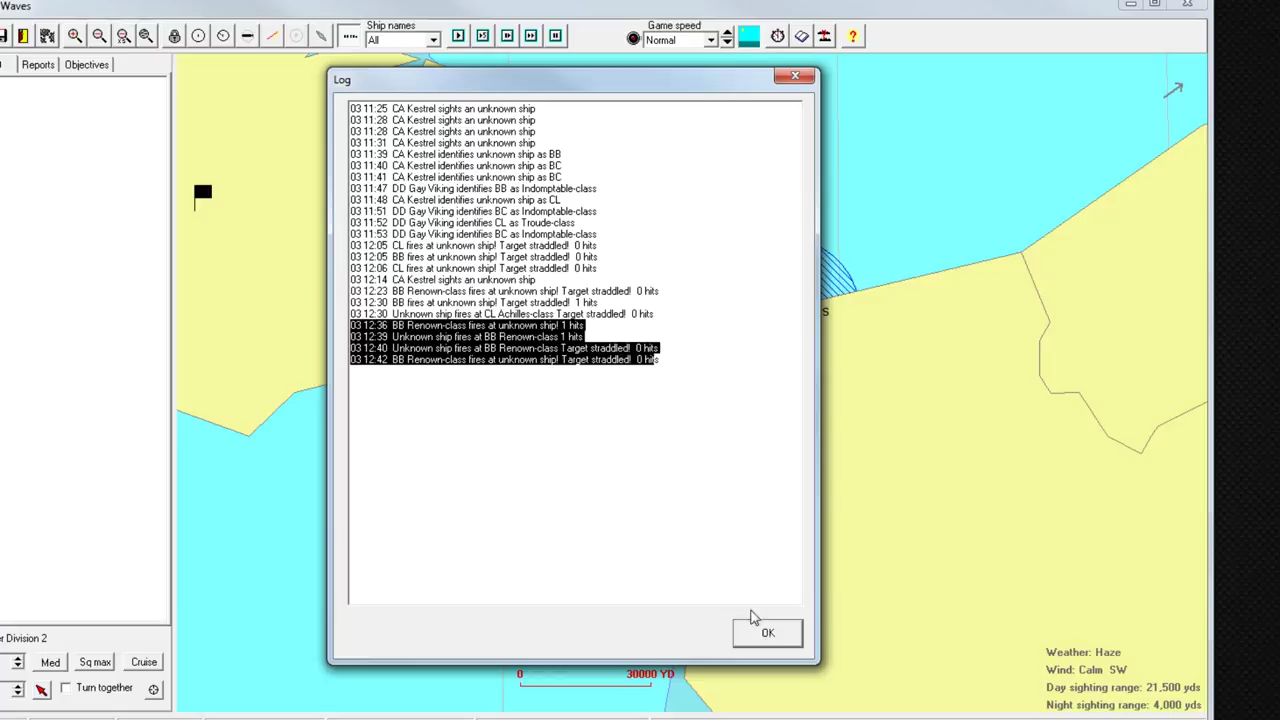 Waves
Ship names
Game speed
All
Normal
?
Reports
Objectives
Log
03 11:25 CA Kestrel sights an unknown ship
03 11:28 CA Kestrel sights an unknown ship
03 11:28 CA Kestrel sights an unknown ship
03 11:31 CA Kestrel sights an unknown ship
03 11:39 CA Kestrel identifies unknown ship as BB
03 11:40 CA Kestrel identifies unknown ship as BC
03 11:41 CA Kestrel identifies unknown ship as BC
03 11:47 DD Gay Viking identifies BB as Indomptable-class
03 11:48 CA Kestrel identifies unknown ship as CL
03 11:51 DD Gay Viking identifies BC as Indomptable-class
03 11:52 DD Gay Viking identifies CL as Troude-class
03 11:53 DD Gay Viking identifies BC as Indomptable-class
03 12:05 CL fires at unknown ship! Target straddled! 0 hits
03 12:05 BB fires at unknown ship! Target straddled! 0 hits
03 12:06 CL fires at unknown ship! Target straddled! 0 hits
03 12:14 CA Kestrel sights an unknown ship
03 12:23 BB Renown-class fires at unknown ship! Target straddled! 0 hits
03 12:30 BB fires at unknown ship! Target straddled! 1 hits
03 12:30 Unknown ship fires at CL Achilles-class Target straddled! 0 hits
03 12:36 BB Renown-class fires at unknown ship! 1 hits
03 12:39 Unknown ship fires at BB Renown-class 1 hits
03 12:40 Unknown ship fires at BB Renown-class Target straddled! 0 hits
03 12:42 BB Renown-class fires at unknown ship! Target straddled! 0 hits
s
OK
er Division 2
Med
Sq max
Cruise
Turn together
0
30000 YD
Weather: Haze
Wind: Calm SW
Day sighting range: 21,500 yds
Night sighting range: 4,000 yds